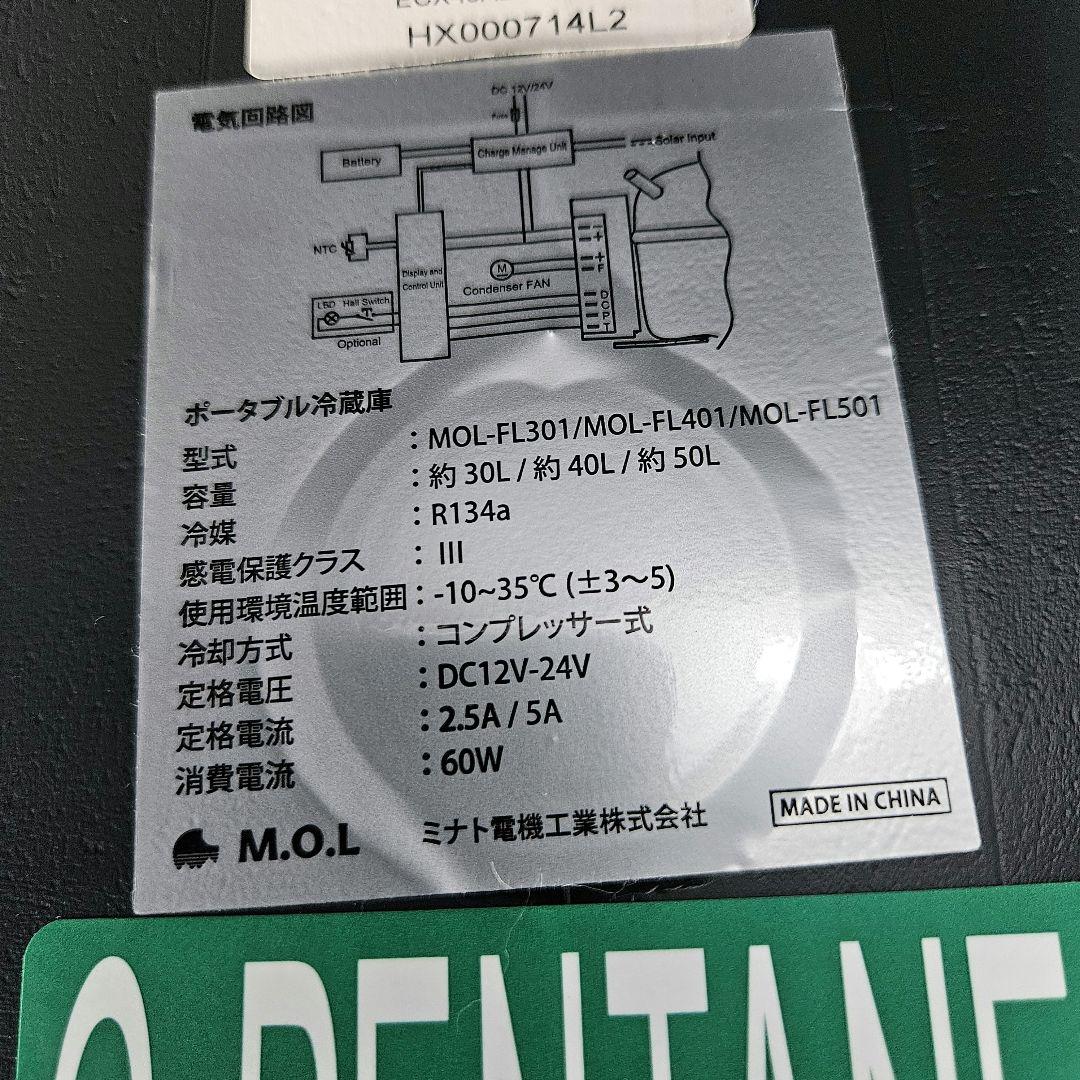 HX000714L2
電気回路図
DC 12V/24V
Fuse
Battery
Charge Manage Unit
Solar Input
NTC
Display and
Control Unit
M
Condenser FAN
LED Hall Switch
Optional
−
+
+
F
D
C
P
T
ポータブル冷蔵庫
型式 : MOL-FL301/MOL-FL401/MOL-FL501
容量 : 約 30L / 約 40L / 約 50L
冷媒 : R134a
感電保護クラス : III
使用環境温度範囲 : -10~35℃ (±3〜5)
冷却方式 : コンプレッサー式
定格電圧 : DC12V-24V
定格電流 : 2.5A / 5A
消費電流 : 60W
M.O.L ミナト電機工業株式会社 MADE IN CHINA
C-PENTANE